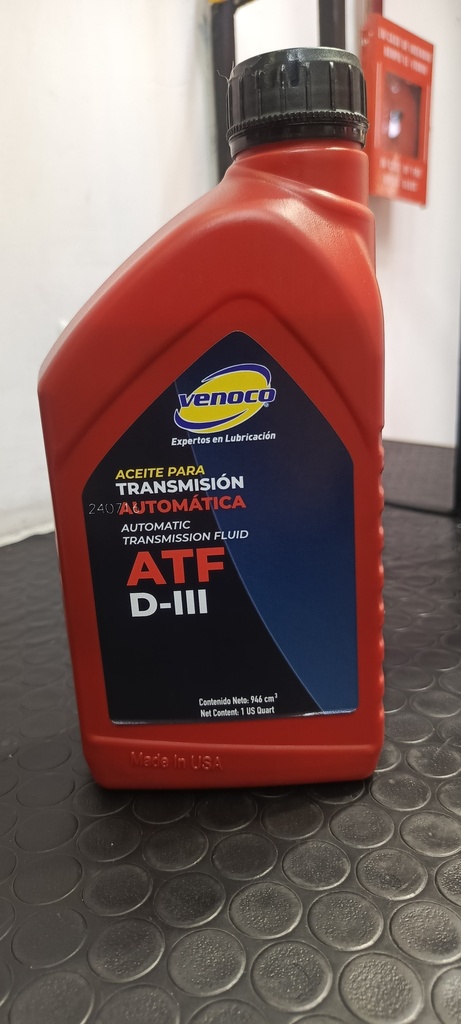 venoco
Expertos en Lubricación
ACEITE PARA
TRANSMISIÓN
AUTOMÁTICA
AUTOMATIC
TRANSMISSION FLUID
ATF
D-III
Contenido Neto: 946 cm³
Net Content: 1 US Quart
Made in USA